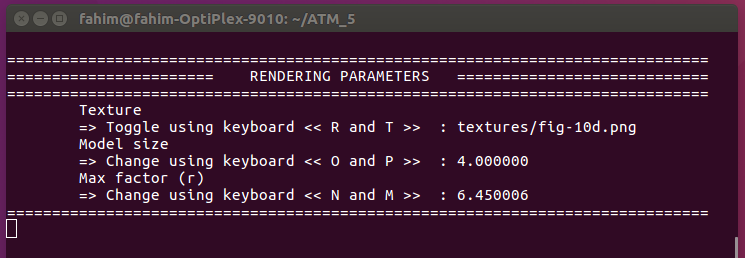 fahim@fahim-OptiPlex-9010: ~/ATM_5
==============================================================================
======================= RENDERING PARAMETERS ============================
==============================================================================
Texture
=> Toggle using keyboard << R and T >> : textures/fig-10d.png
Model size
=> Change using keyboard << O and P >> : 4.000000
Max factor (r)
=> Change using keyboard << N and M >> : 6.450006
==============================================================================